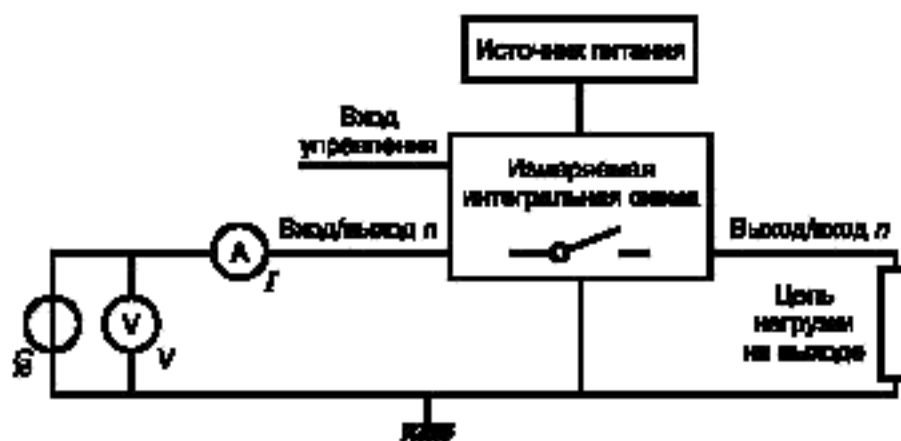 Источник питания
Вход
управления
Измеряемая
интегральная схема
Вход/выход n
Выход/вход n
A
I
V
V
G
Цепь
нагрузки
на выходе